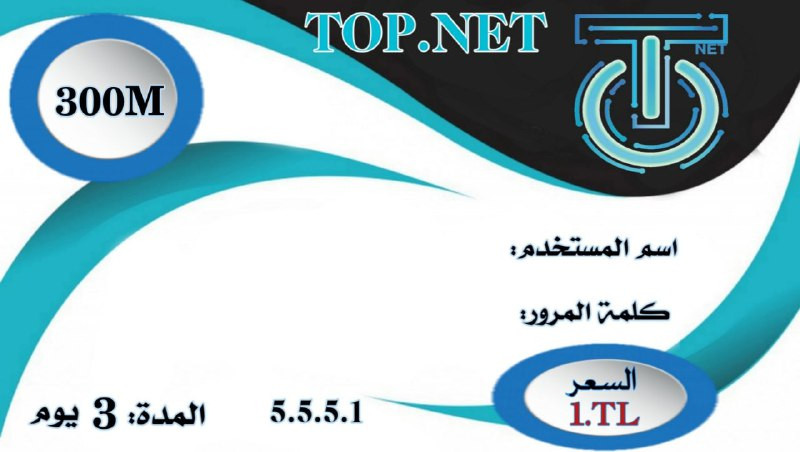 TOP.NET
NET
300M
اسم المستخدم:
كلمة المرور:
السعر
1.TL
5.5.5.1
المدة: 3 يوم